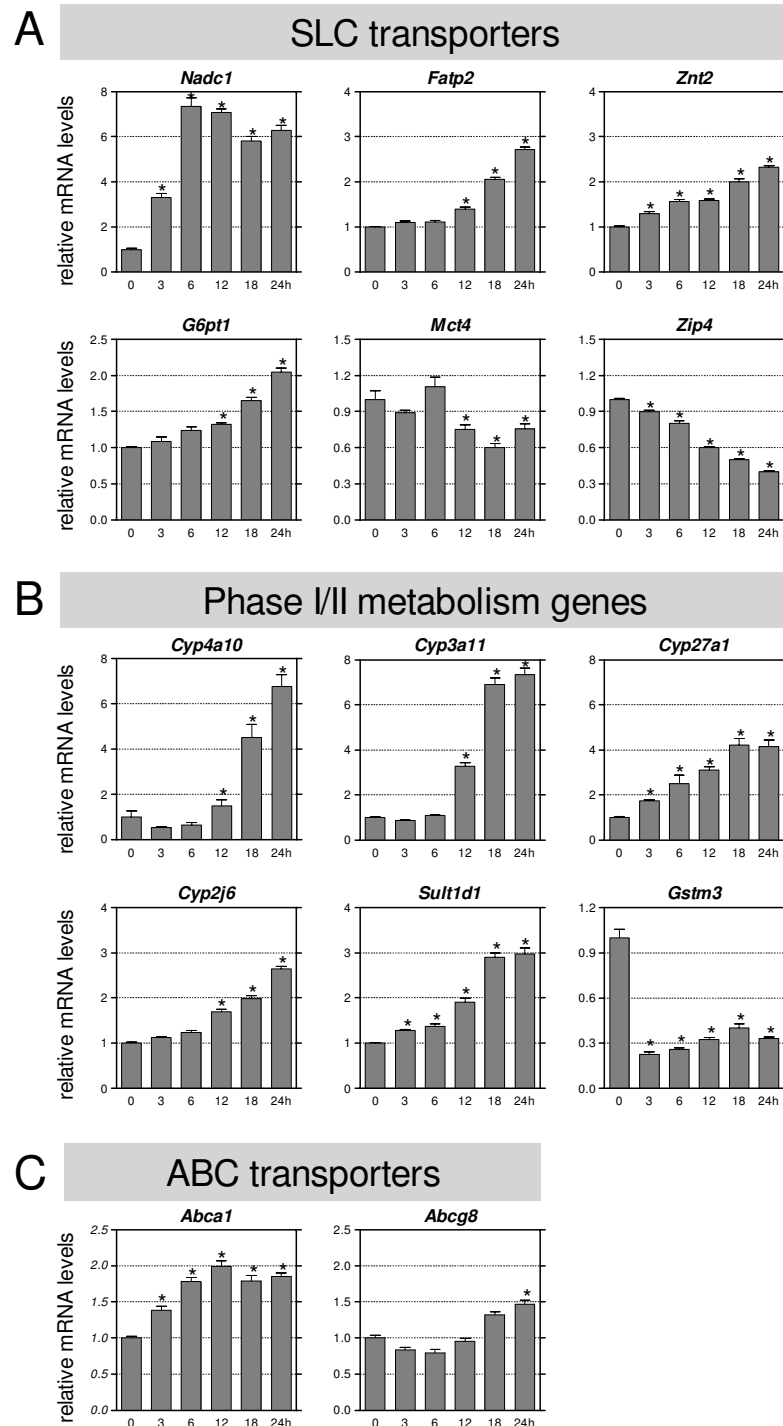 A SLC transporters
Nadc1 Fatp2 Znt2
relative mRNA levels
8 4 4
6 3 3
4 2 2
2 1 1
0 0 0
* * * * *
* * *
* * * * *
0 3 6 12 18 24h 0 3 6 12 18 24h 0 3 6 12 18 24h
G6pt1 Mct4 Zip4
relative mRNA levels
2.5 1.5 1.5
2.0 1.2 1.2
1.5 0.9 0.9
1.0 0.6 0.6
0.5 0.3 0.3
0.0 0.0 0.0
* * *
* * *
* * * * *
0 3 6 12 18 24h 0 3 6 12 18 24h 0 3 6 12 18 24h
B Phase I/II metabolism genes
Cyp4a10 Cyp3a11 Cyp27a1
relative mRNA levels
8 8 8
6 6 6
4 4 4
2 2 2
0 0 0
* * *
* * *
* * * * *
0 3 6 12 18 24h 0 3 6 12 18 24h 0 3 6 12 18 24h
Cyp2j6 Sult1d1 Gstm3
relative mRNA levels
4 4 1.2
3 3 0.9
2 2 0.6
1 1 0.3
0 0 0.0
* * *
* * * * *
* * * * *
0 3 6 12 18 24h 0 3 6 12 18 24h 0 3 6 12 18 24h
C ABC transporters
Abca1 Abcg8
relative mRNA levels
2.5 2.5
2.0 2.0
1.5 1.5
1.0 1.0
0.5 0.5
0.0 0.0
* * * * *
*
0 3 6 12 18 24h 0 3 6 12 18 24h